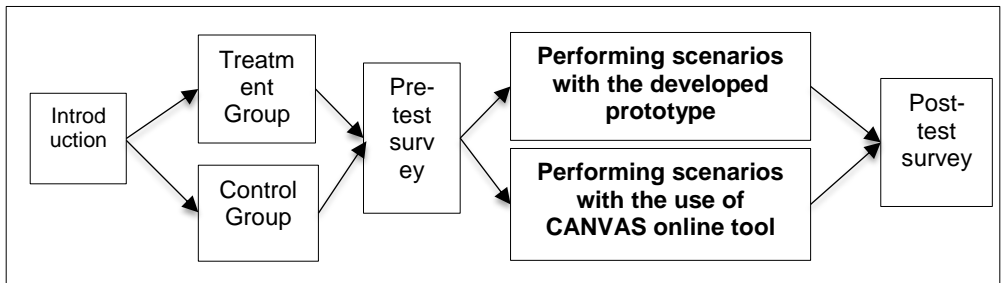 Introd
uction
Treatm
ent
Group
Control
Group
Pre-
test
surv
ey
Performing scenarios
with the developed
prototype
Performing scenarios
with the use of
CANVAS online tool
Post-
test
survey